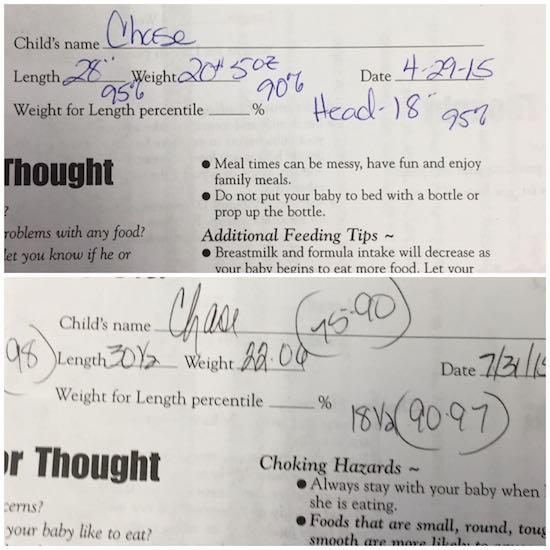 Child's name Chase
Length 28" Weight 20# 5oz Date 4-29-15
95% 90%
Weight for Length percentile ____ % Head-18" 95%
Thought
?
roblems with any food?
let you know if he or
● Meal times can be messy, have fun and enjoy
family meals.
● Do not put your baby to bed with a bottle or
prop up the bottle.
Additional Feeding Tips ~
● Breastmilk and formula intake will decrease as
your baby begins to eat more food. Let your
Child's name Chase (75-90)
98) Length 30½ Weight 22.04 Date 7/31/15
Weight for Length percentile ____ % 18½ (90-97)
or Thought
cerns?
your baby like to eat?
Choking Hazards ~
● Always stay with your baby when
she is eating.
● Foods that are small, round, toug
smooth are more likely to